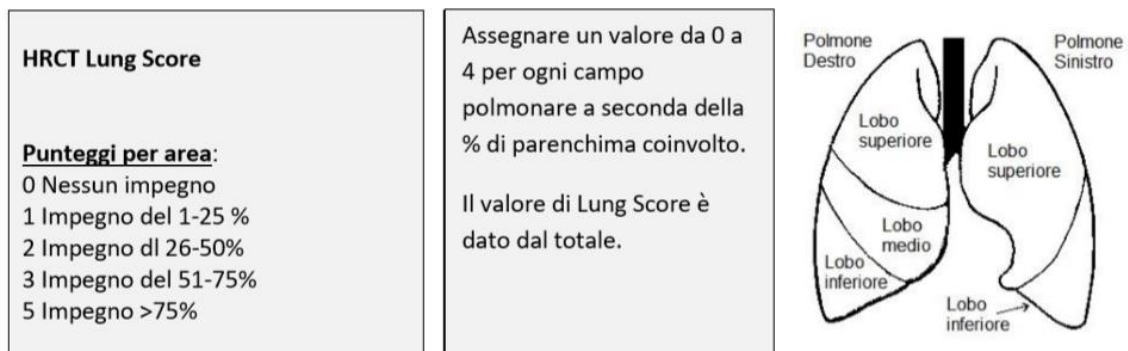 HRCT Lung Score
Punteggi per area:
0 Nessun impegno
1 Impegno del 1-25 %
2 Impegno dl 26-50%
3 Impegno del 51-75%
5 Impegno >75%
Assegnare un valore da 0 a
4 per ogni campo
polmonare a seconda della
% di parenchima coinvolto.
Il valore di Lung Score è
dato dal totale.
Polmone
Destro
Polmone
Sinistro
Lobo
superiore
Lobo
superiore
Lobo
medio
Lobo
inferiore
Lobo
inferiore